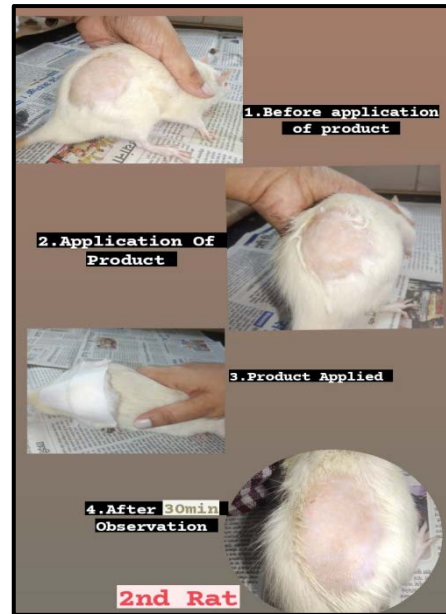 1.Before application
of product
2.Application Of
Product
3.Product Applied
4.After 30min
Observation
2nd Rat